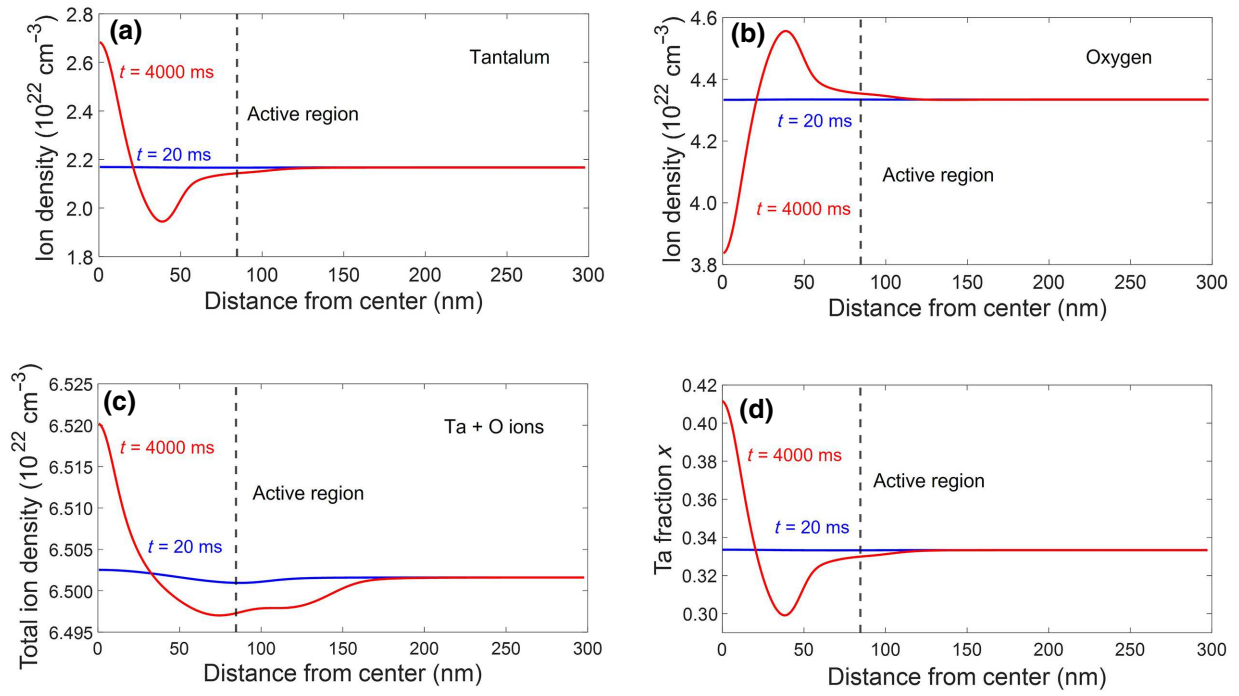 (a)
Tantalum
t = 4000 ms
Active region
t = 20 ms
Ion density (10²² cm⁻³)
2.8
2.6
2.4
2.2
2.0
1.8
0 50 100 150 200 250 300
Distance from center (nm)
(b)
Oxygen
t = 20 ms
Active region
t = 4000 ms
Ion density (10²² cm⁻³)
4.6
4.4
4.2
4.0
3.8
0 50 100 150 200 250 300
Distance from center (nm)
(c)
Ta + O ions
t = 4000 ms
Active region
t = 20 ms
Total ion density (10²² cm⁻³)
6.525
6.520
6.515
6.510
6.505
6.500
6.495
0 50 100 150 200 250 300
Distance from center (nm)
(d)
t = 4000 ms
Active region
t = 20 ms
Ta fraction x
0.42
0.40
0.38
0.36
0.34
0.32
0.30
0 50 100 150 200 250 300
Distance from center (nm)